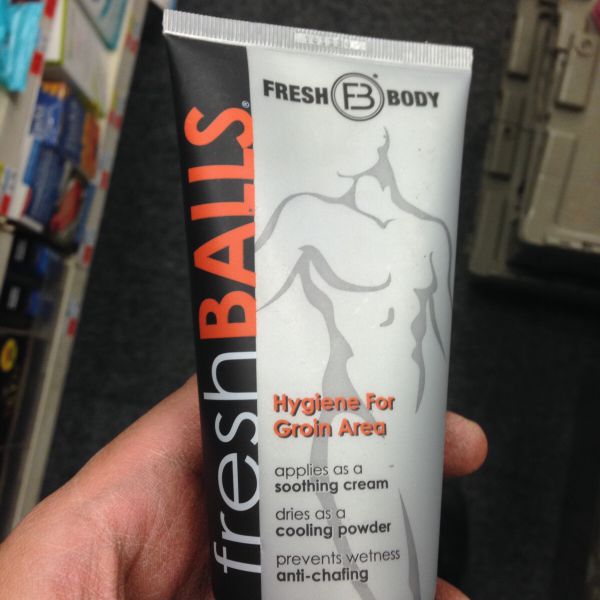 FRESH FB BODY
freshBALLS®
Hygiene For
Groin Area
applies as a
soothing cream
dries as a
cooling powder
prevents wetness
anti-chafing